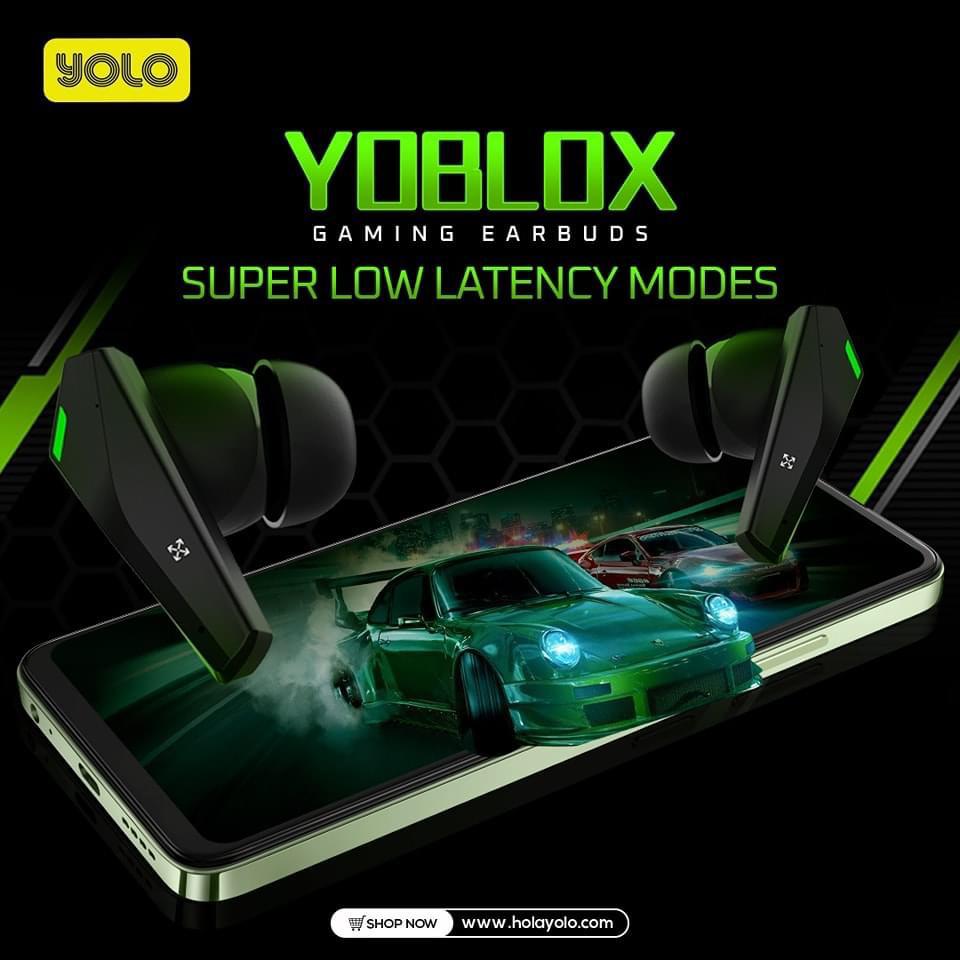 YOLO
YOBLOX
GAMING EARBUDS
SUPER LOW LATENCY MODES
SHOP NOW www.holayolo.com